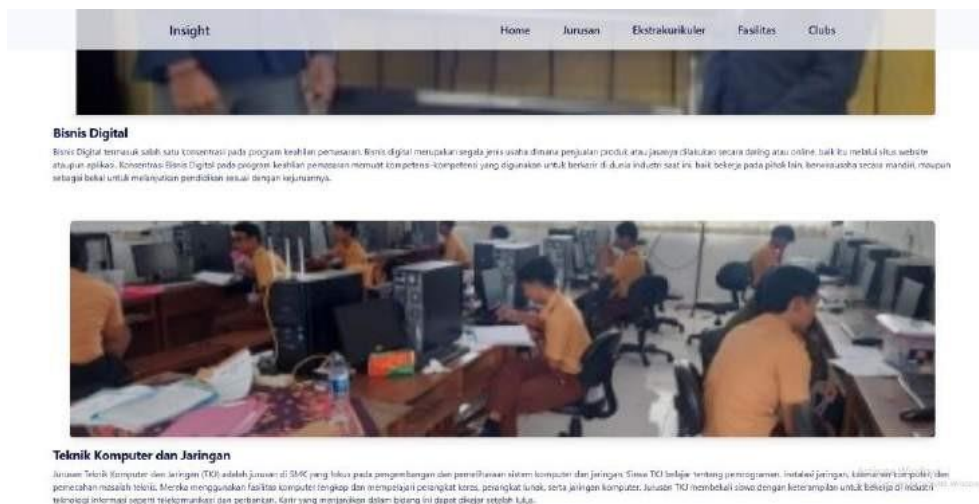 Insight Home Jurusan Ekstrakurikuler Fasilitas Clubs
Bisnis Digital
Bisnis Digital termasuk salah satu konsentrasi pada program keahlian pemasaran. Bisnis digital merupakan segala jenis usaha dimana penjualan produk atau jasanya dilakukan secara daring atau online, baik itu melalui situs website
ataupun aplikasi. Konsentrasi Bisnis Digital pada program keahlian pemasaran memuat kompetensi-kompetensi yang digunakan untuk berkarir di dunia industri saat ini, baik bekerja pada pihak lain, berwirausaha secara mandiri, maupun
sebagai bekal untuk melanjutkan pendidikan sesuai dengan kejuruannya.
Teknik Komputer dan Jaringan
Jurusan Teknik Komputer dan Jaringan (TKJ) adalah jurusan di SMK yang fokus pada pengembangan dan pemeliharaan sistem komputer dan jaringan. Siswa TKJ belajar tentang pemrograman, instalasi jaringan, keamanan komputer, dan
pemecahan masalah teknis. Mereka menggunakan fasilitas komputer lengkap dan mempelajari perangkat keras, perangkat lunak, serta jaringan komputer. Jurusan TKJ membekali siswa dengan keterampilan untuk bekerja di industri
teknologi informasi seperti telekomunikasi dan perbankan. Karir yang menjanjikan dalam bidang ini dapat dikejar setelah lulus.